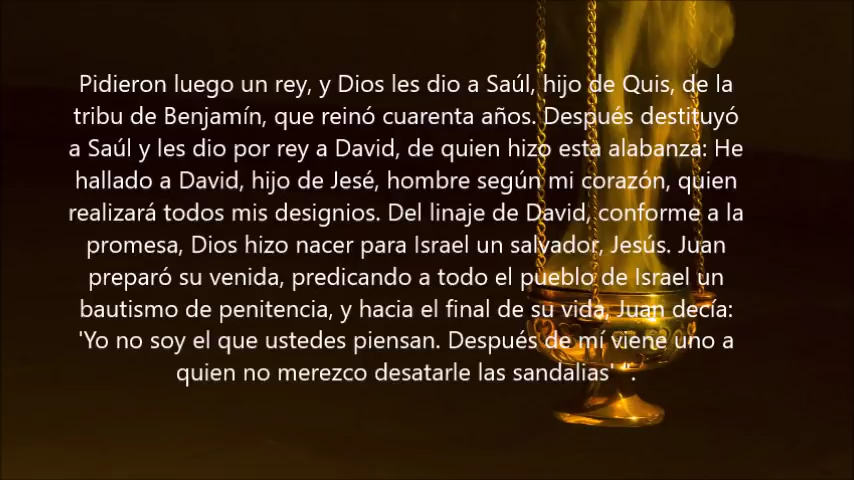 Pidieron luego un rey, y Dios les dio a Saúl, hijo de Quis, de la
tribu de Benjamín, que reinó cuarenta años. Después destituyó
a Saúl y les dio por rey a David, de quien hizo esta alabanza: He
hallado a David, hijo de Jesé, hombre según mi corazón, quien
realizará todos mis designios. Del linaje de David, conforme a la
promesa, Dios hizo nacer para Israel un salvador, Jesús. Juan
preparó su venida, predicando a todo el pueblo de Israel un
bautismo de penitencia, y hacia el final de su vida, Juan decía:
'Yo no soy el que ustedes piensan. Después de mí viene uno a
quien no merezco desatarle las sandalias' ".